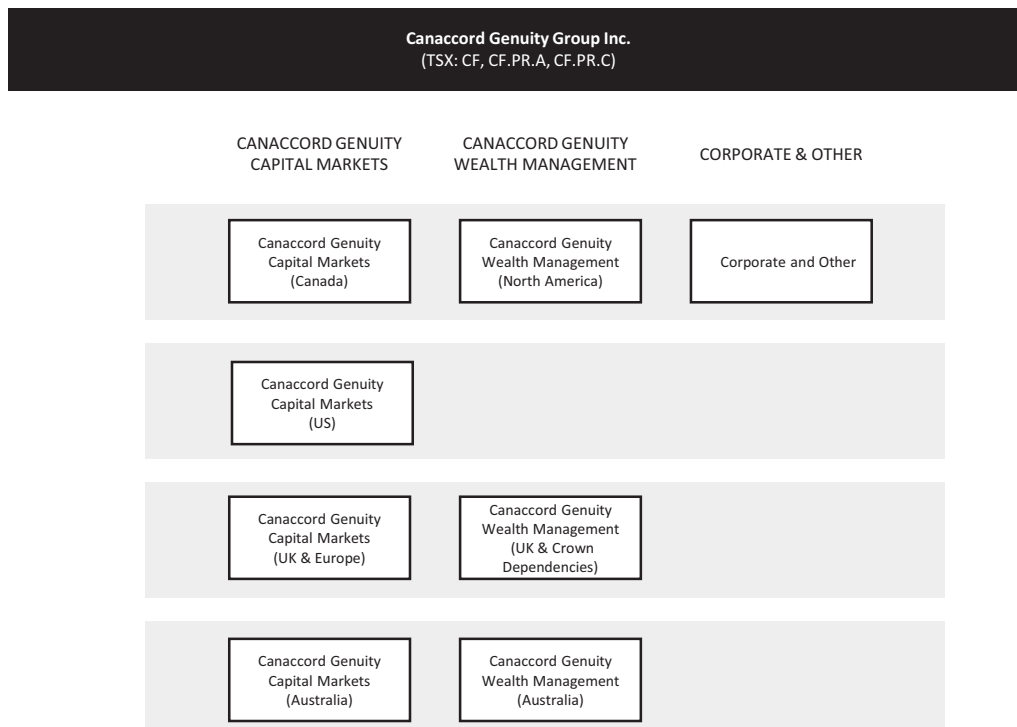 Canaccord Genuity Group Inc.
(TSX: CF, CF.PR.A, CF.PR.C)
CANACCORD GENUITY
CAPITAL MARKETS
CANACCORD GENUITY
WEALTH MANAGEMENT
CORPORATE & OTHER
Canaccord Genuity
Capital Markets
(Canada)
Canaccord Genuity
Wealth Management
(North America)
Corporate and Other
Canaccord Genuity
Capital Markets
(US)
Canaccord Genuity
Capital Markets
(UK & Europe)
Canaccord Genuity
Wealth Management
(UK & Crown
Dependencies)
Canaccord Genuity
Capital Markets
(Australia)
Canaccord Genuity
Wealth Management
(Australia)